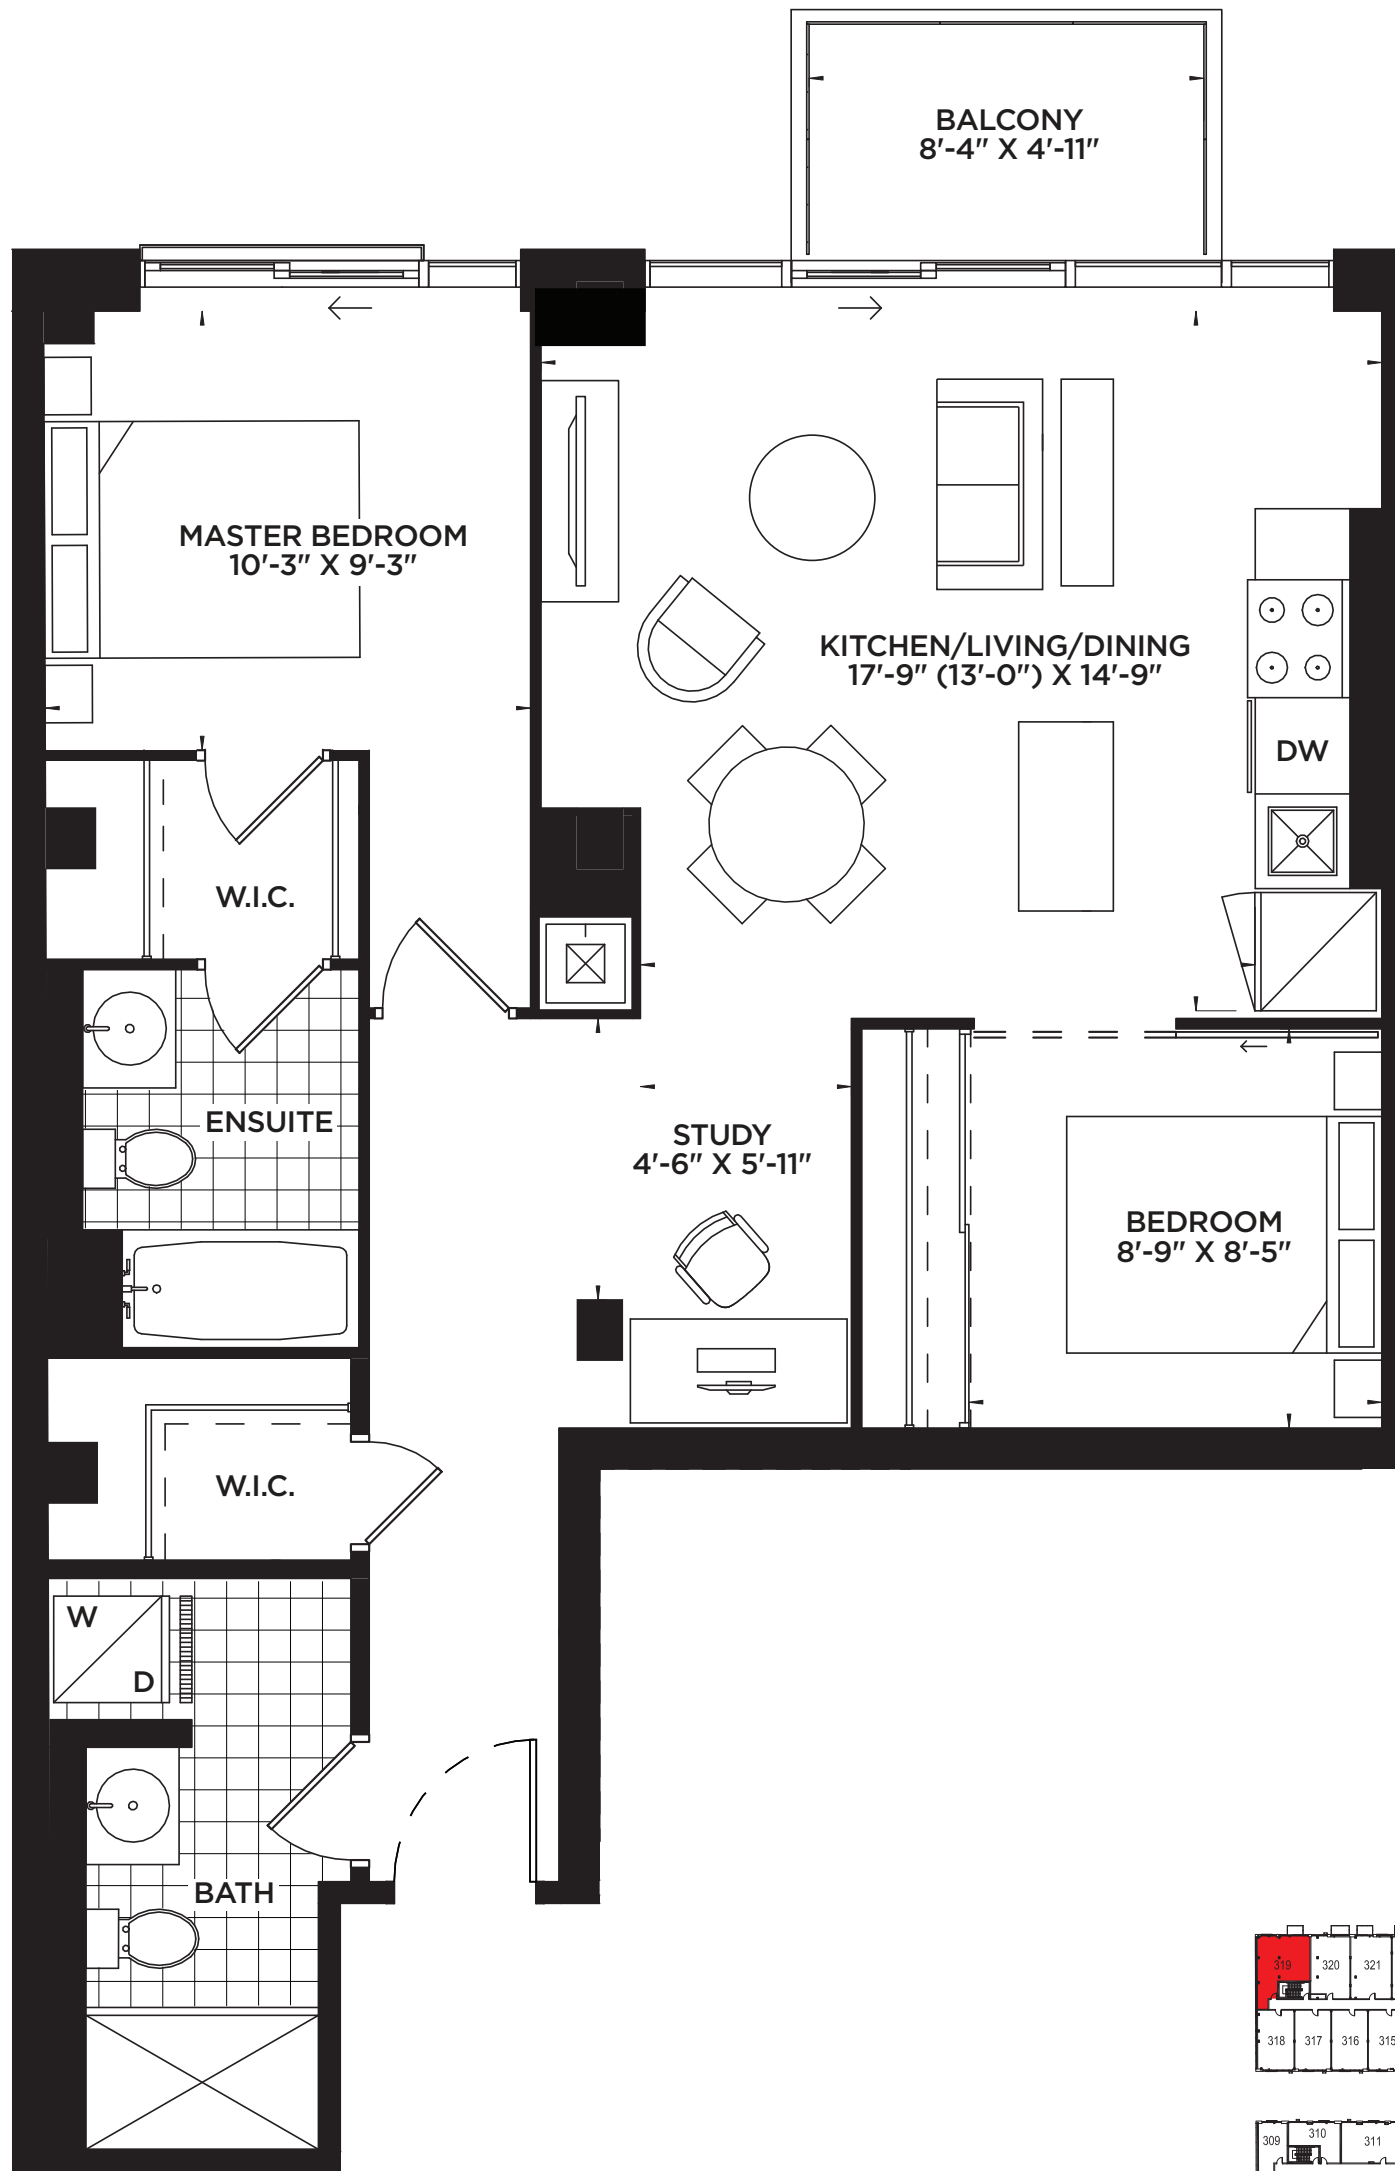 BALCONY
8'-4" X 4'-11"
MASTER BEDROOM
10'-3" X 9'-3"
KITCHEN/LIVING/DINING
17'-9" (13'-0") X 14'-9"
DW
W.I.C.
ENSUITE
STUDY
4'-6" X 5'-11"
BEDROOM
8'-9" X 8'-5"
W.I.C.
W
D
BATH
319 320 321
318 317 316 315
309 310 311